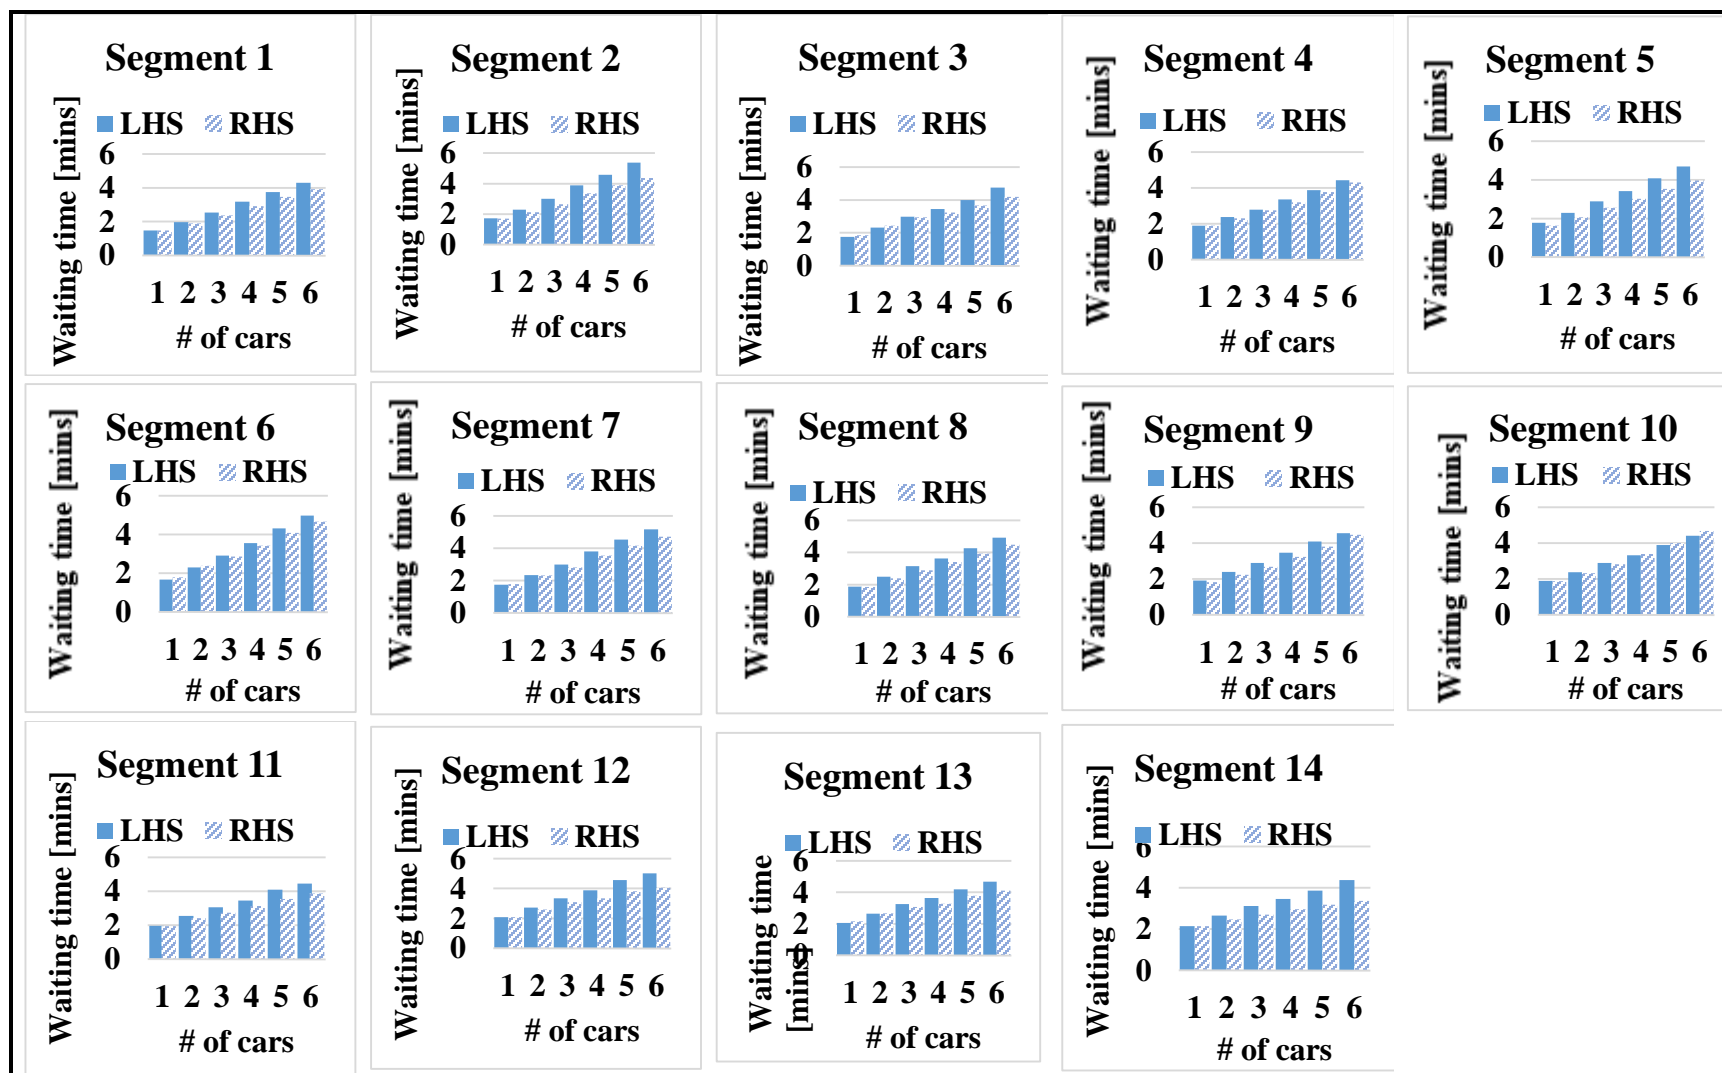 Segment 1
Waiting time [mins]
LHS RHS
6
4
2
0
1 2 3 4 5 6
# of cars
Segment 2
Waiting time [mins]
LHS RHS
6
4
2
0
1 2 3 4 5 6
# of cars
Segment 3
Waiting time [mins]
LHS RHS
6
4
2
0
1 2 3 4 5 6
# of cars
Segment 4
Waiting time [mins]
LHS RHS
6
4
2
0
1 2 3 4 5 6
# of cars
Segment 5
Waiting time [mins]
LHS RHS
6
4
2
0
1 2 3 4 5 6
# of cars
Segment 6
Waiting time [mins]
LHS RHS
6
4
2
0
1 2 3 4 5 6
# of cars
Segment 7
Waiting time [mins]
LHS RHS
6
4
2
0
1 2 3 4 5 6
# of cars
Segment 8
Waiting time [mins]
LHS RHS
6
4
2
0
1 2 3 4 5 6
# of cars
Segment 9
Waiting time [mins]
LHS RHS
6
4
2
0
1 2 3 4 5 6
# of cars
Segment 10
Waiting time [mins]
LHS RHS
6
4
2
0
1 2 3 4 5 6
# of cars
Segment 11
Waiting time [mins]
LHS RHS
6
4
2
0
1 2 3 4 5 6
# of cars
Segment 12
Waiting time [mins]
LHS RHS
6
4
2
0
1 2 3 4 5 6
# of cars
Segment 13
Waiting time
[mins]
LHS RHS
6
4
2
0
1 2 3 4 5 6
# of cars
Segment 14
Waiting time [mins]
LHS RHS
6
4
2
0
1 2 3 4 5 6
# of cars